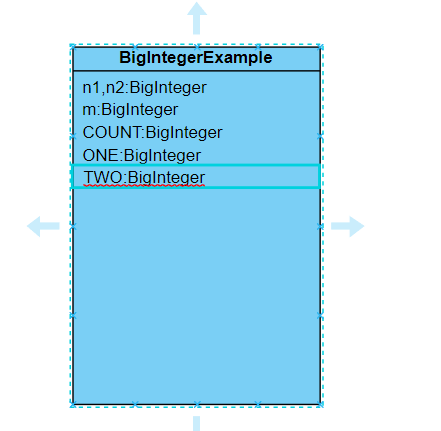 BigIntegerExample
n1,n2:BigInteger
m:BigInteger
COUNT:BigInteger
ONE:BigInteger
TWO:BigInteger